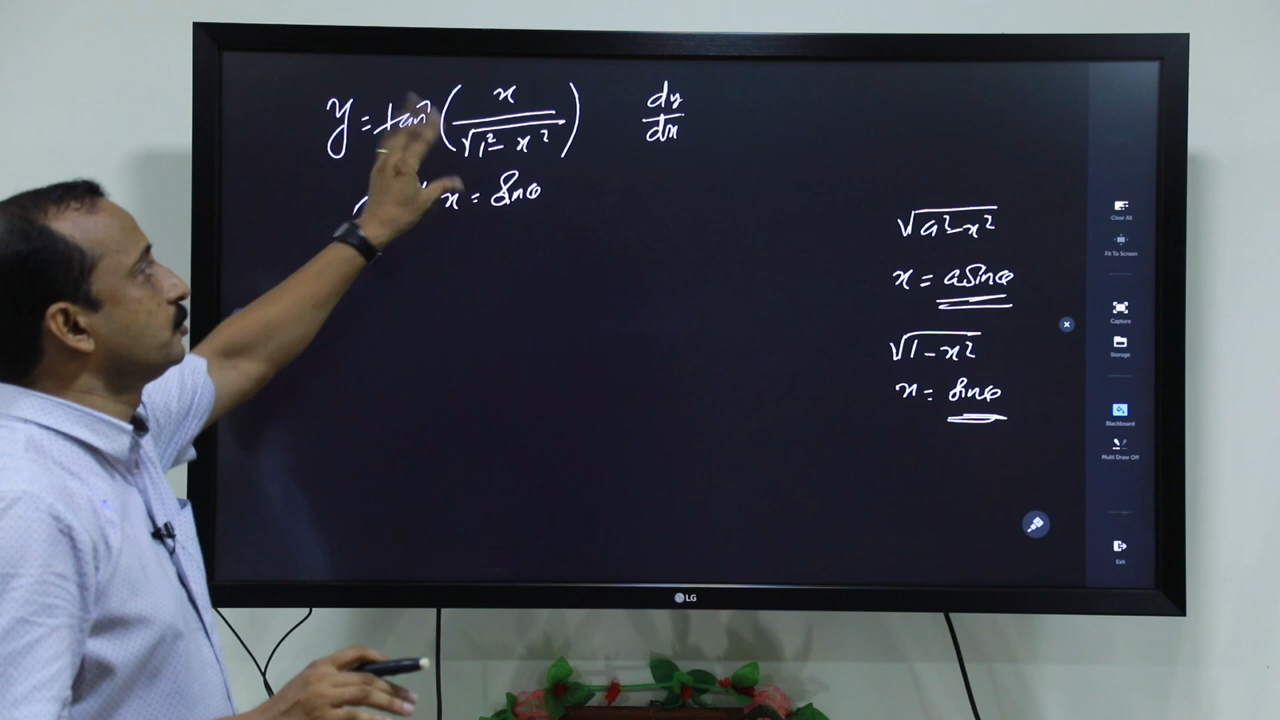 y = tan⁻¹ ( x / √1² - x² ) dy/dx
x = Sinθ
√a² - x²
x = a Sinθ
√1 - x²
x = Sinθ
Clear All
Fit To Screen
Capture
Storage
Blackboard
Multi Draw Off
Exit
LG